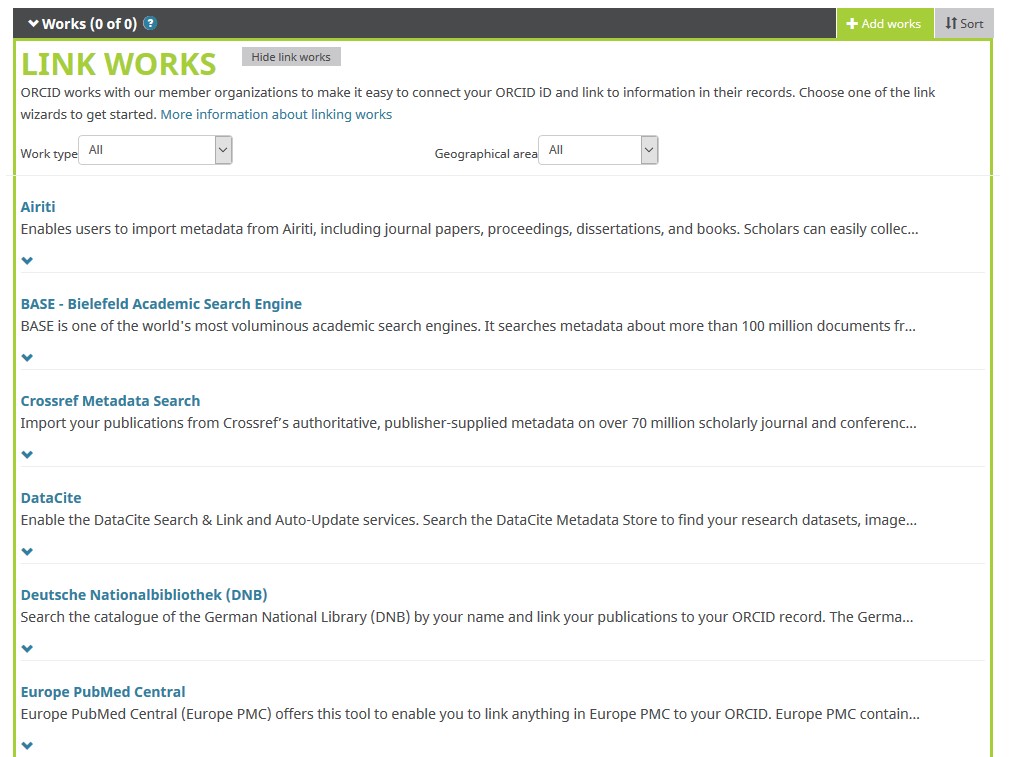 Works (0 of 0) ?
Add works
Sort
LINK WORKS
Hide link works
ORCID works with our member organizations to make it easy to connect your ORCID iD and link to information in their records. Choose one of the link
wizards to get started. More information about linking works
Work type All
Geographical area All
Airiti
Enables users to import metadata from Airiti, including journal papers, proceedings, dissertations, and books. Scholars can easily collec...
BASE - Bielefeld Academic Search Engine
BASE is one of the world's most voluminous academic search engines. It searches metadata about more than 100 million documents fr...
Crossref Metadata Search
Import your publications from Crossref’s authoritative, publisher-supplied metadata on over 70 million scholarly journal and conferenc...
DataCite
Enable the DataCite Search & Link and Auto-Update services. Search the DataCite Metadata Store to find your research datasets, image...
Deutsche Nationalbibliothek (DNB)
Search the catalogue of the German National Library (DNB) by your name and link your publications to your ORCID record. The Germa...
Europe PubMed Central
Europe PubMed Central (Europe PMC) offers this tool to enable you to link anything in Europe PMC to your ORCID. Europe PMC contain...